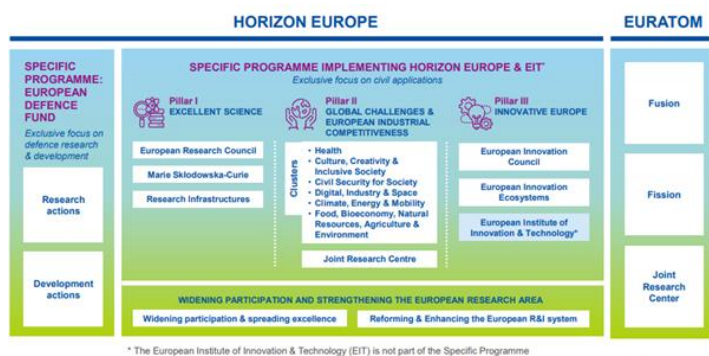 HORIZON EUROPE
EURATOM
SPECIFIC
PROGRAMME:
EUROPEAN
DEFENCE
FUND
Exclusive focus on
defence research
& development
Research
actions
Development
actions
SPECIFIC PROGRAMME IMPLEMENTING HORIZON EUROPE & EIT*
Exclusive focus on civil applications
Pillar I
EXCELLENT SCIENCE
European Research Council
Marie Skłodowska-Curie
Research Infrastructures
Pillar II
GLOBAL CHALLENGES &
EUROPEAN INDUSTRIAL
COMPETITIVENESS
Clusters
• Health
• Culture, Creativity &
Inclusive Society
• Civil Security for Society
• Digital, Industry & Space
• Climate, Energy & Mobility
• Food, Bioeconomy, Natural
Resources, Agriculture &
Environment
Joint Research Centre
Pillar III
INNOVATIVE EUROPE
European Innovation
Council
European Innovation
Ecosystems
European Institute of
Innovation & Technology*
WIDENING PARTICIPATION AND STRENGTHENING THE EUROPEAN RESEARCH AREA
Widening participation & spreading excellence
Reforming & Enhancing the European R&I system
Fusion
Fission
Joint
Research
Center
* The European Institute of Innovation & Technology (EIT) is not part of the Specific Programme